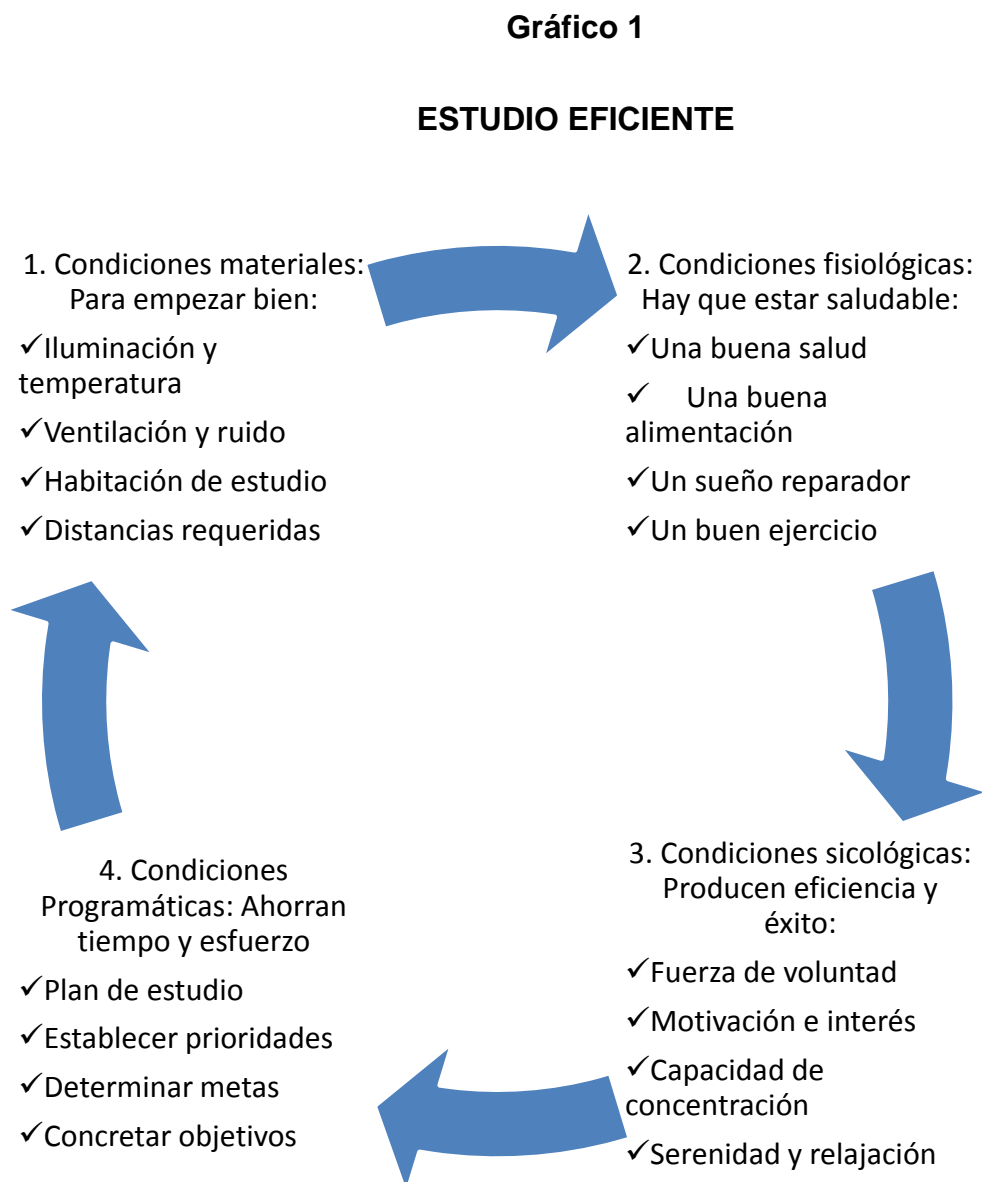 Gráfico 1
ESTUDIO EFICIENTE
1. Condiciones materiales:
Para empezar bien:
✓Iluminación y
temperatura
✓Ventilación y ruido
✓Habitación de estudio
✓Distancias requeridas
2. Condiciones fisiológicas:
Hay que estar saludable:
✓Una buena salud
✓ Una buena
alimentación
✓Un sueño reparador
✓Un buen ejercicio
3. Condiciones sicológicas:
Producen eficiencia y
éxito:
✓Fuerza de voluntad
✓Motivación e interés
✓Capacidad de
concentración
✓Serenidad y relajación
4. Condiciones
Programáticas: Ahorran
tiempo y esfuerzo
✓Plan de estudio
✓Establecer prioridades
✓Determinar metas
✓Concretar objetivos